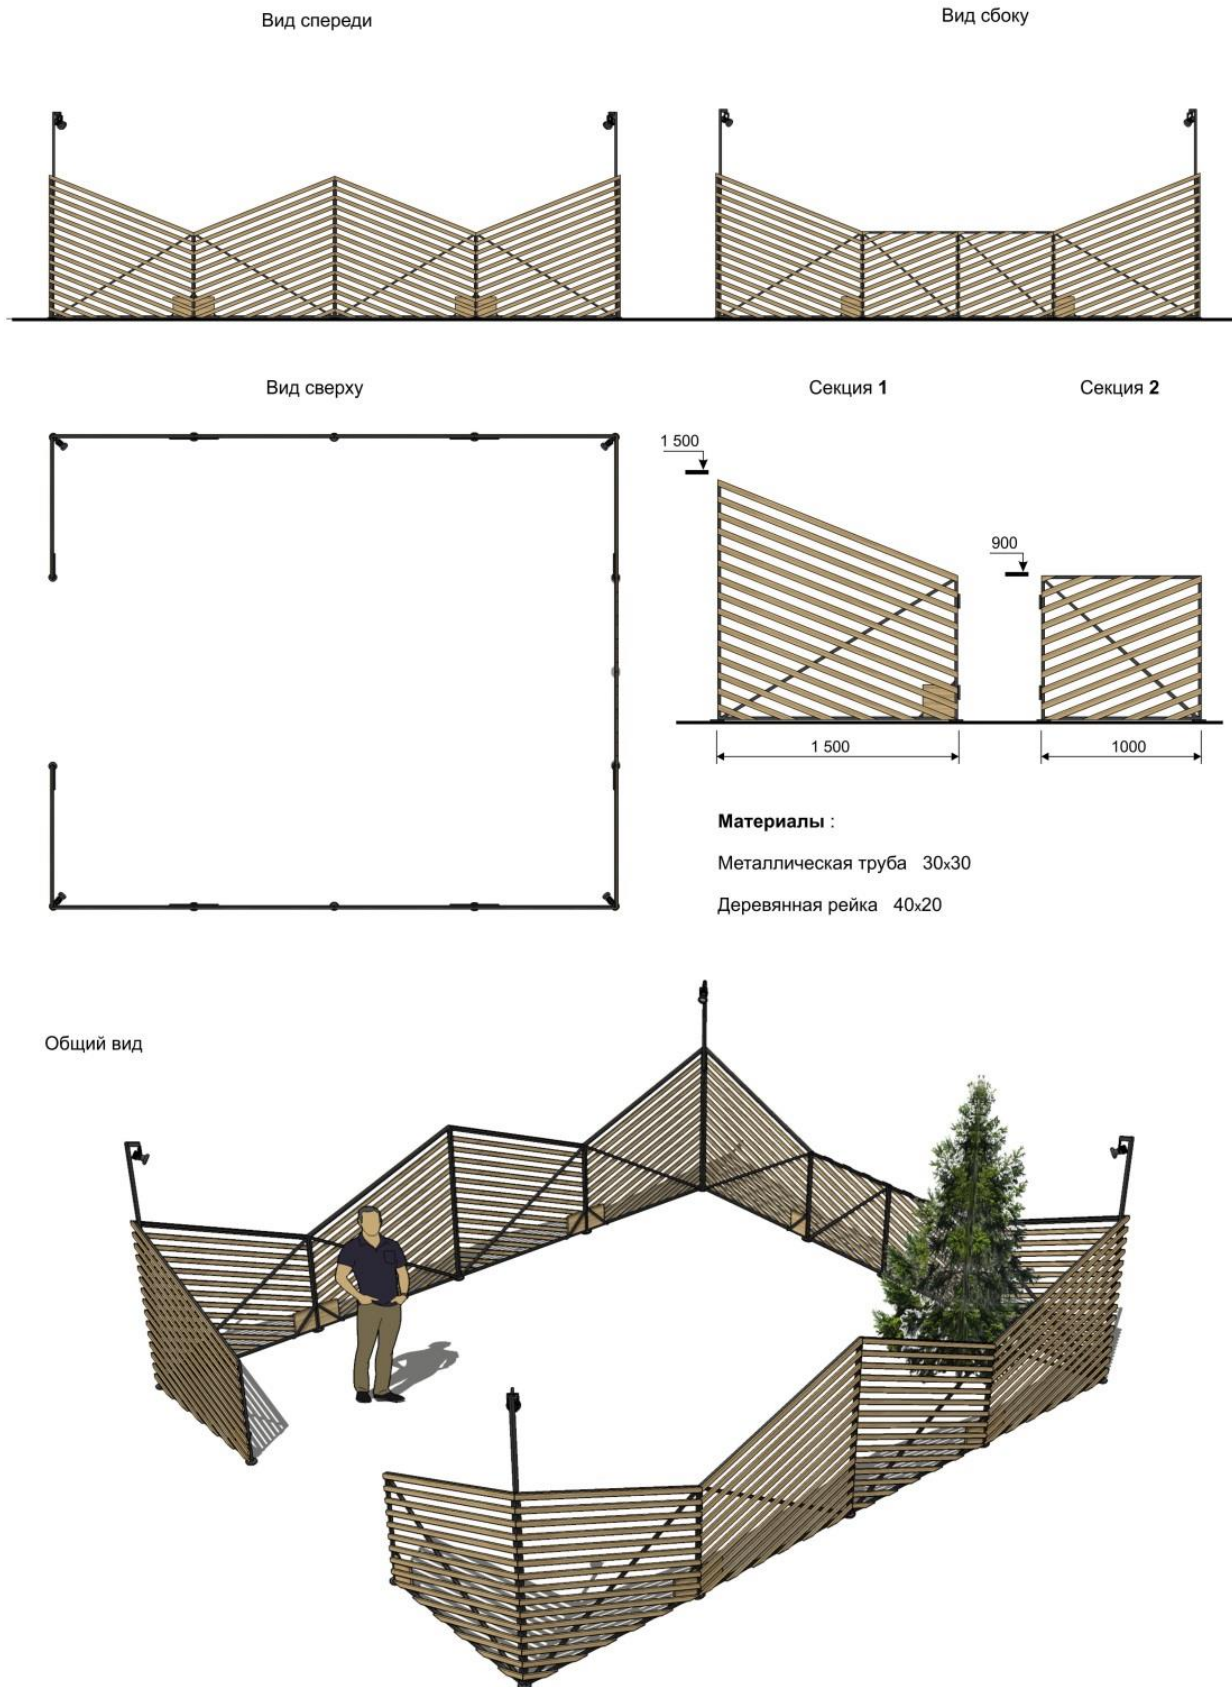 Вид спереди
Вид сбоку
Вид сверху
Секция 1
Секция 2
1 500
900
1 500
1000
Материалы :
Металлическая труба 30x30
Деревянная рейка 40x20
Общий вид